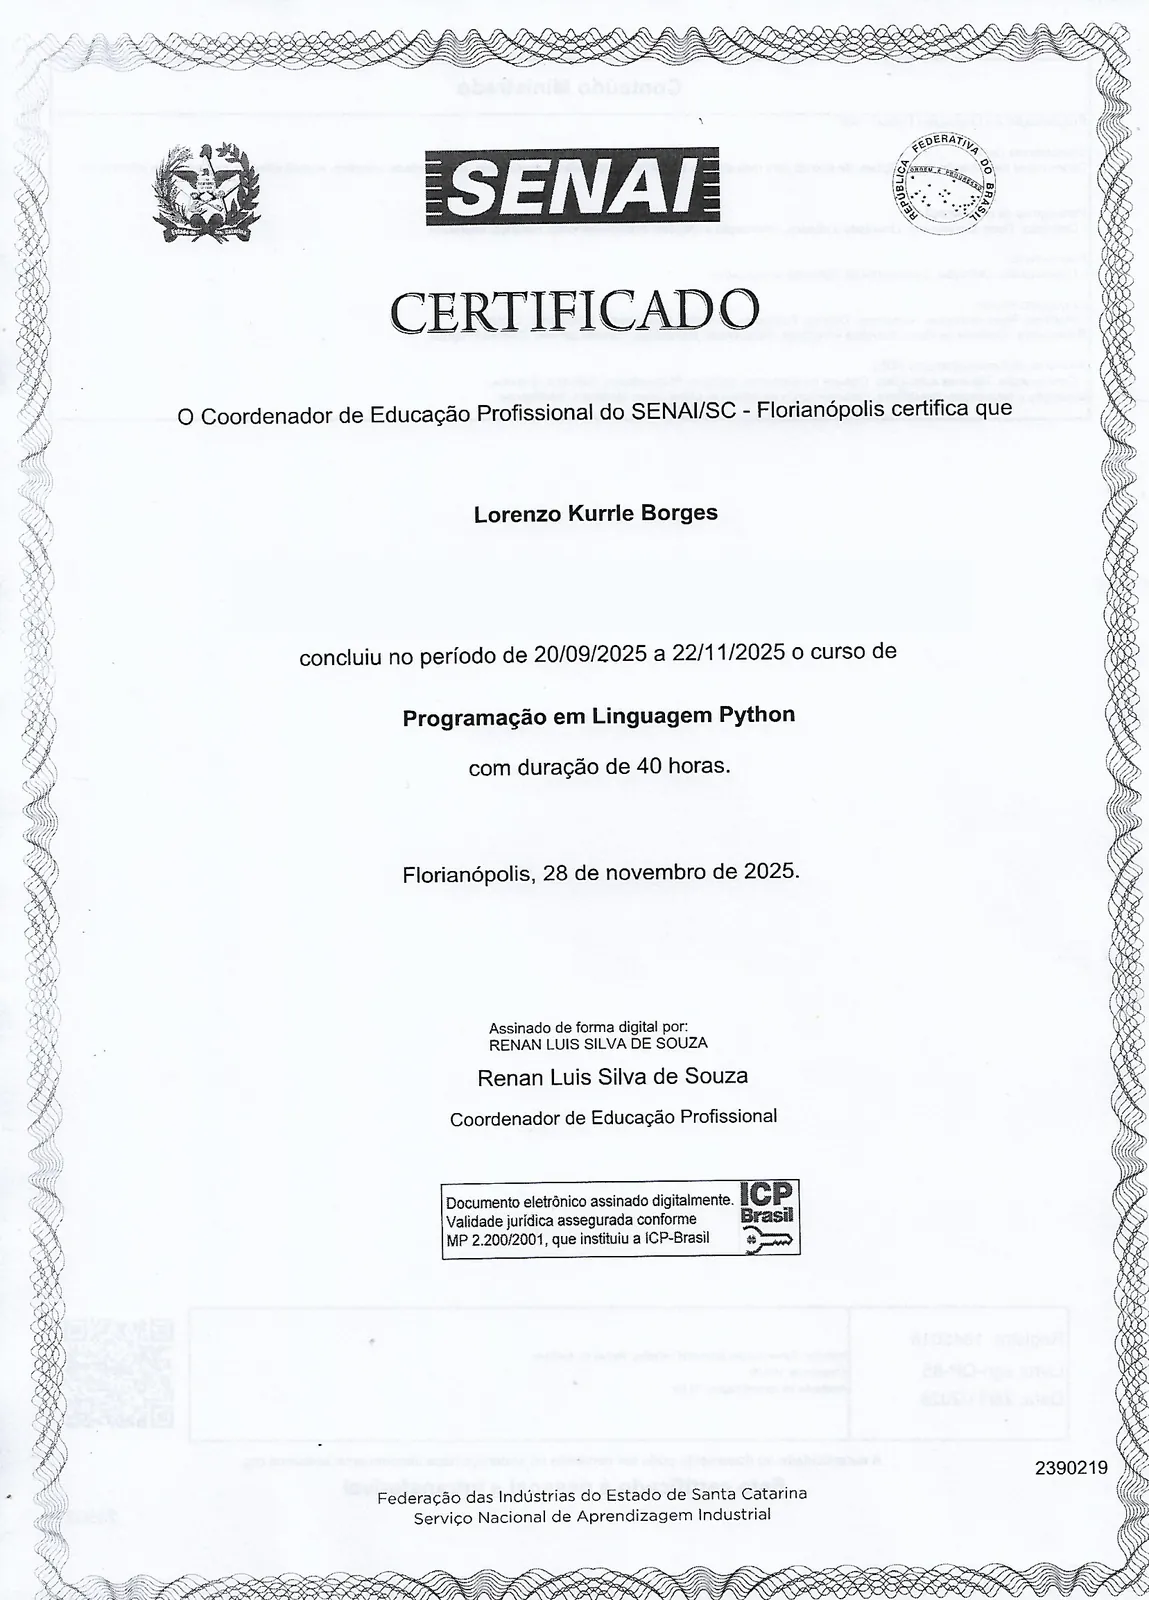 REPÚBLICA FEDERATIVA DO BRASIL
ORDEM E PROGRESSO
SENAI
CERTIFICADO
O Coordenador de Educação Profissional do SENAI/SC - Florianópolis certifica que
Lorenzo Kurrle Borges
concluiu no período de 20/09/2025 a 22/11/2025 o curso de
Programação em Linguagem Python
com duração de 40 horas.
Florianópolis, 28 de novembro de 2025.
Assinado de forma digital por:
RENAN LUIS SILVA DE SOUZA
Renan Luis Silva de Souza
Coordenador de Educação Profissional
Documento eletrônico assinado digitalmente.
Validade jurídica assegurada conforme
MP 2.200/2001, que instituiu a ICP-Brasil
ICP
Brasil
2390219
Federação das Indústrias do Estado de Santa Catarina
Serviço Nacional de Aprendizagem Industrial